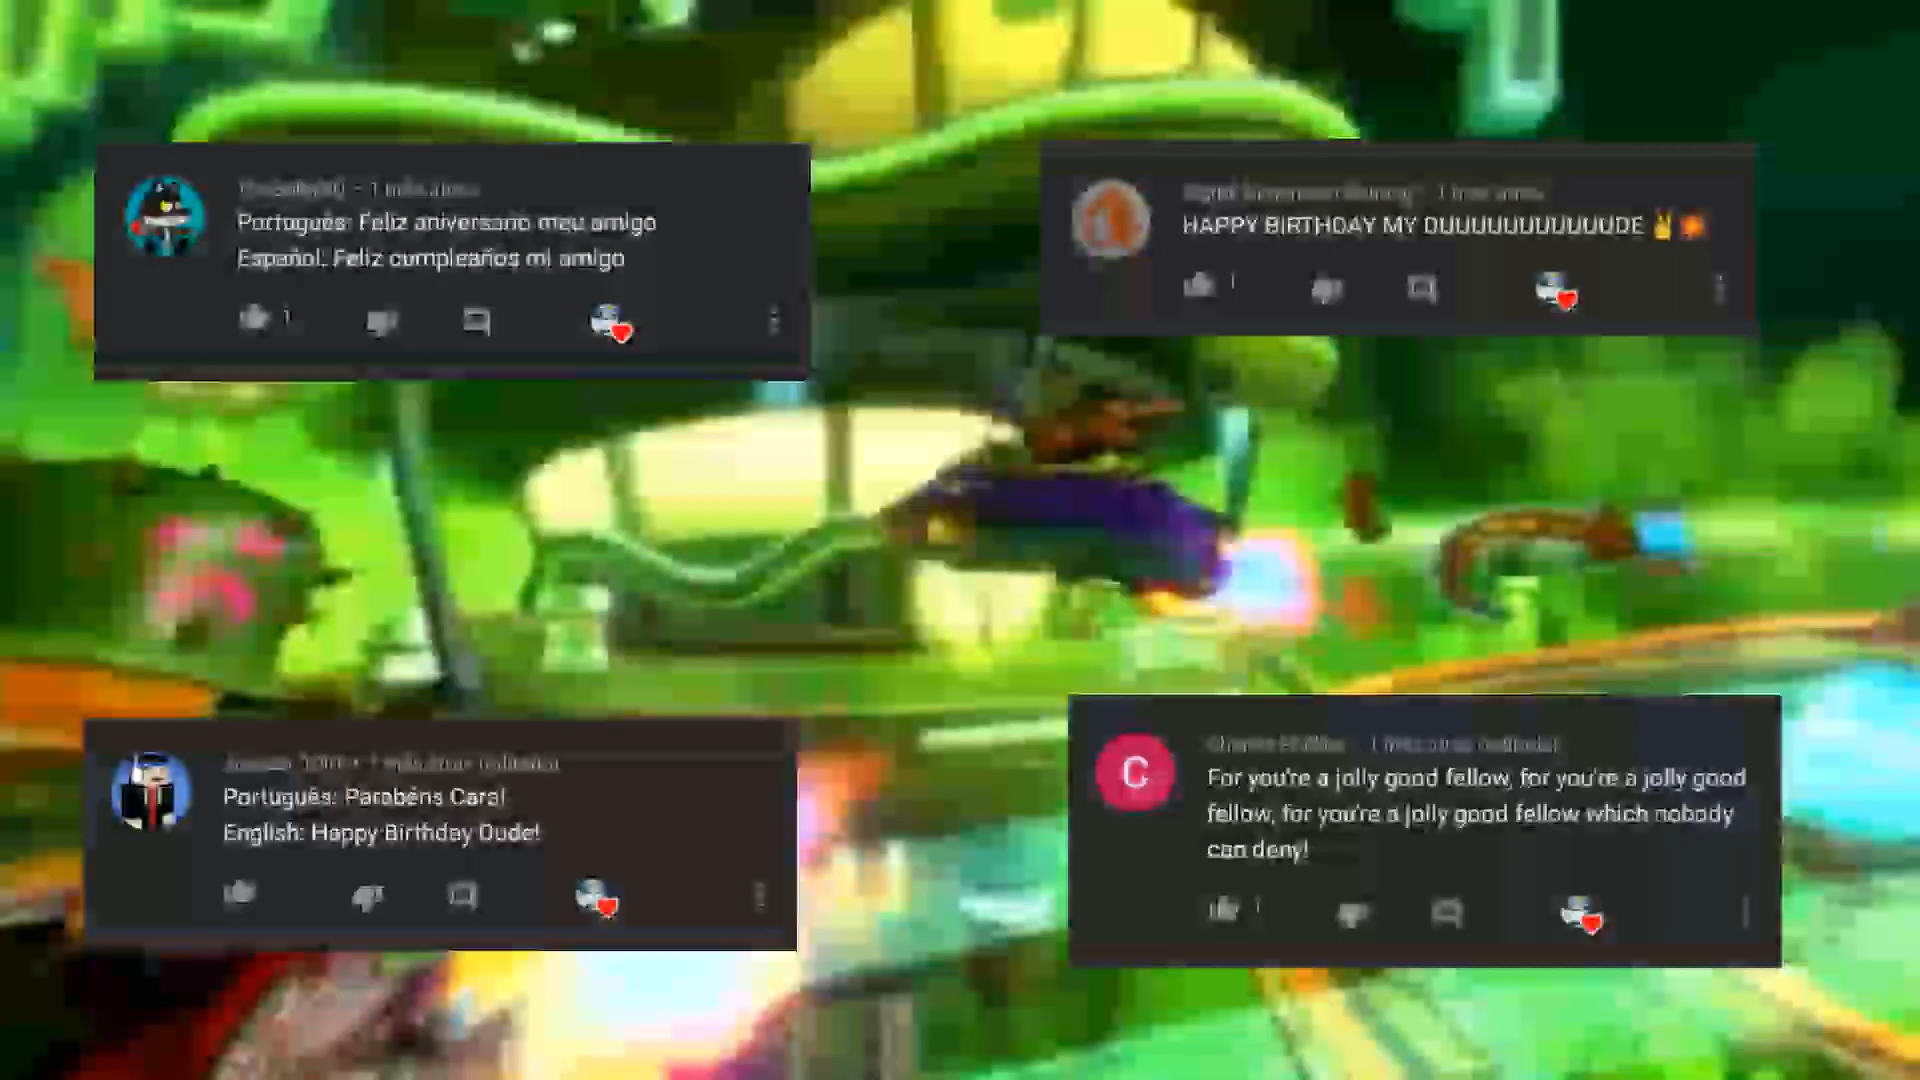 Português: Feliz aniversario meu amigo
Español: Feliz cumpleaños mi amigo
1
HAPPY BIRTHDAY MY DUUUUUUUUUUUUDE ✌💥
1
Português: Parabéns Cara!
English: Happy Birthday Dude!
C
For you're a jolly good fellow, for you're a jolly good
fellow, for you're a jolly good fellow which nobody
can deny!
1